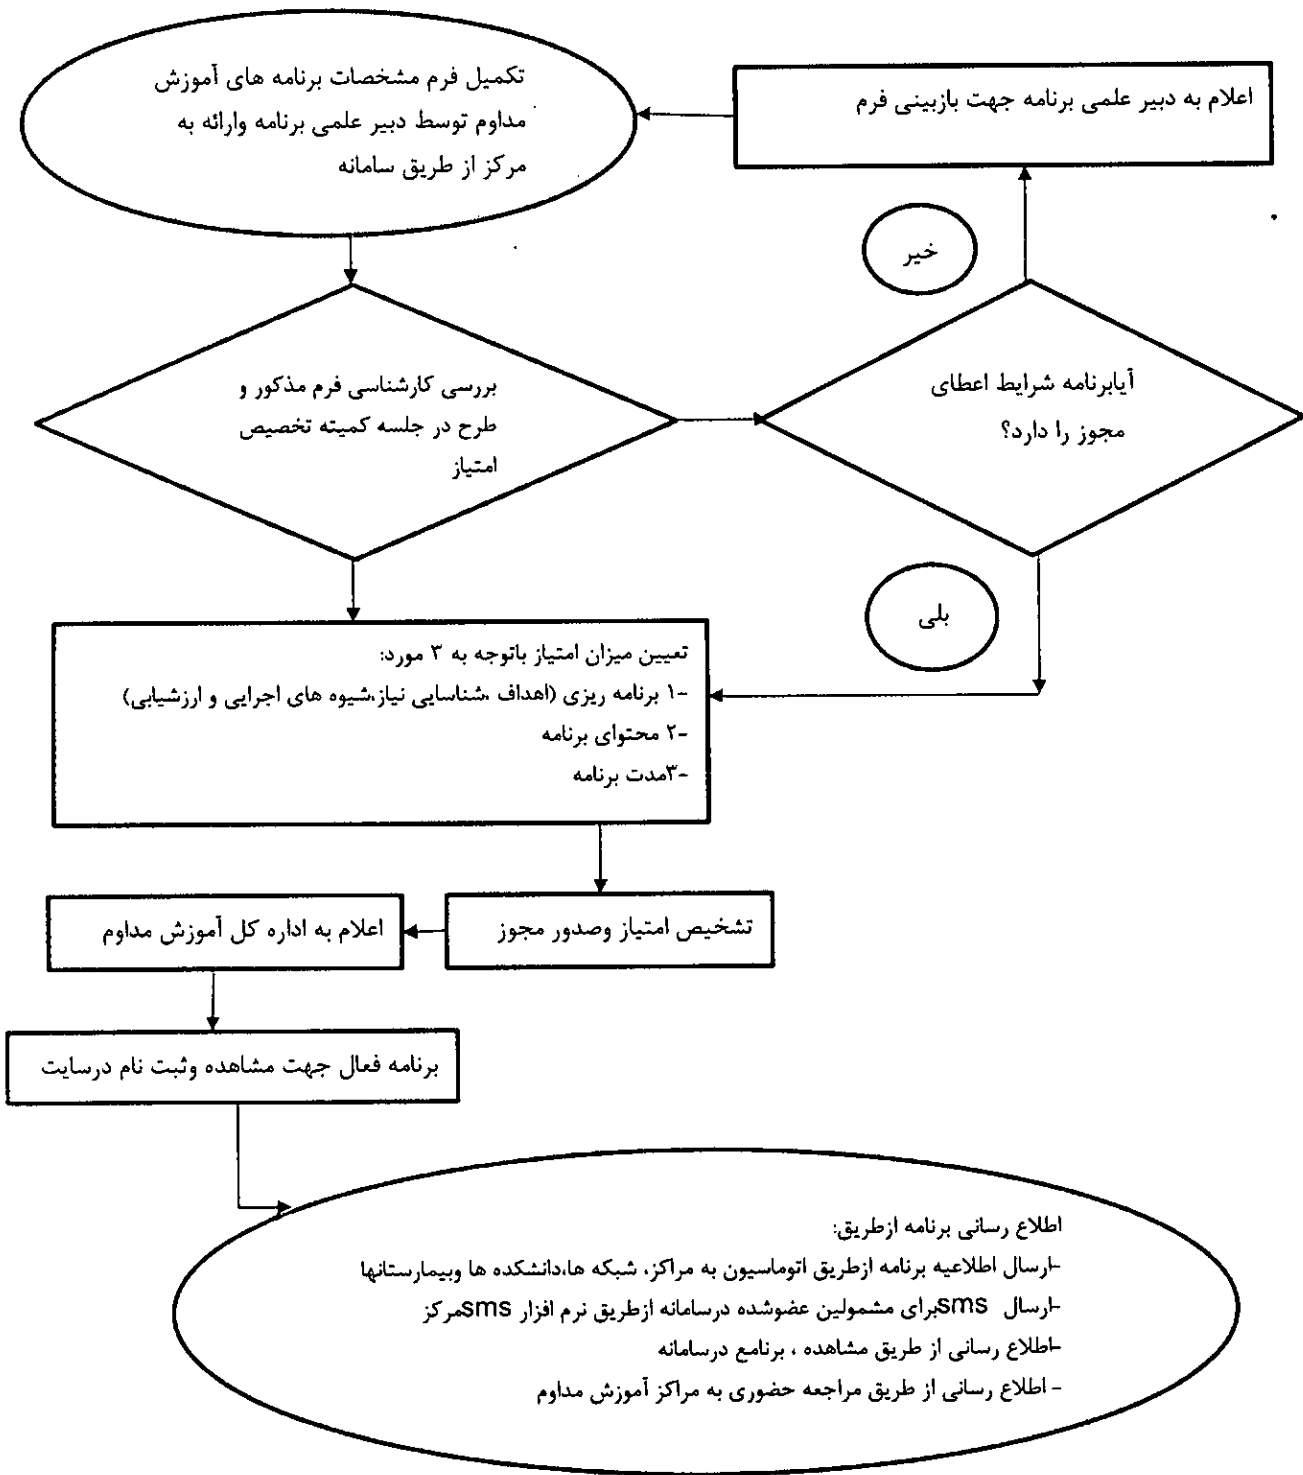 تکمیل فرم مشخصات برنامه های آموزش
مداوم توسط دبیر علمی برنامه وارائه به
مرکز از طریق سامانه
اعلام به دبیر علمی برنامه جهت بازبینی فرم
خیر
بررسی کارشناسی فرم مذکور و
طرح در جلسه کمیته تخصیص
امتیاز
آیابرنامه شرایط اعطای
مجوز را دارد؟
بلی
تعیین میزان امتیاز باتوجه به ۳ مورد:
۱- برنامه ریزی (اهداف ،شناسایی نیاز،شیوه های اجرایی و ارزشیابی)
۲- محتوای برنامه
۳-مدت برنامه
تشخیص امتیاز وصدور مجوز
اعلام به اداره کل آموزش مداوم
برنامه فعال جهت مشاهده وثبت نام درسایت
اطلاع رسانی برنامه ازطریق:
-ارسال اطلاعیه برنامه ازطریق اتوماسیون به مراکز، شبکه ها،دانشکده ها وبیمارستانها
-ارسال smsبرای مشمولین عضوشده درسامانه ازطریق نرم افزار smsمرکز
-اطلاع رسانی از طریق مشاهده ، برنامع درسامانه
- اطلاع رسانی از طریق مراجعه حضوری به مراکز آموزش مداوم